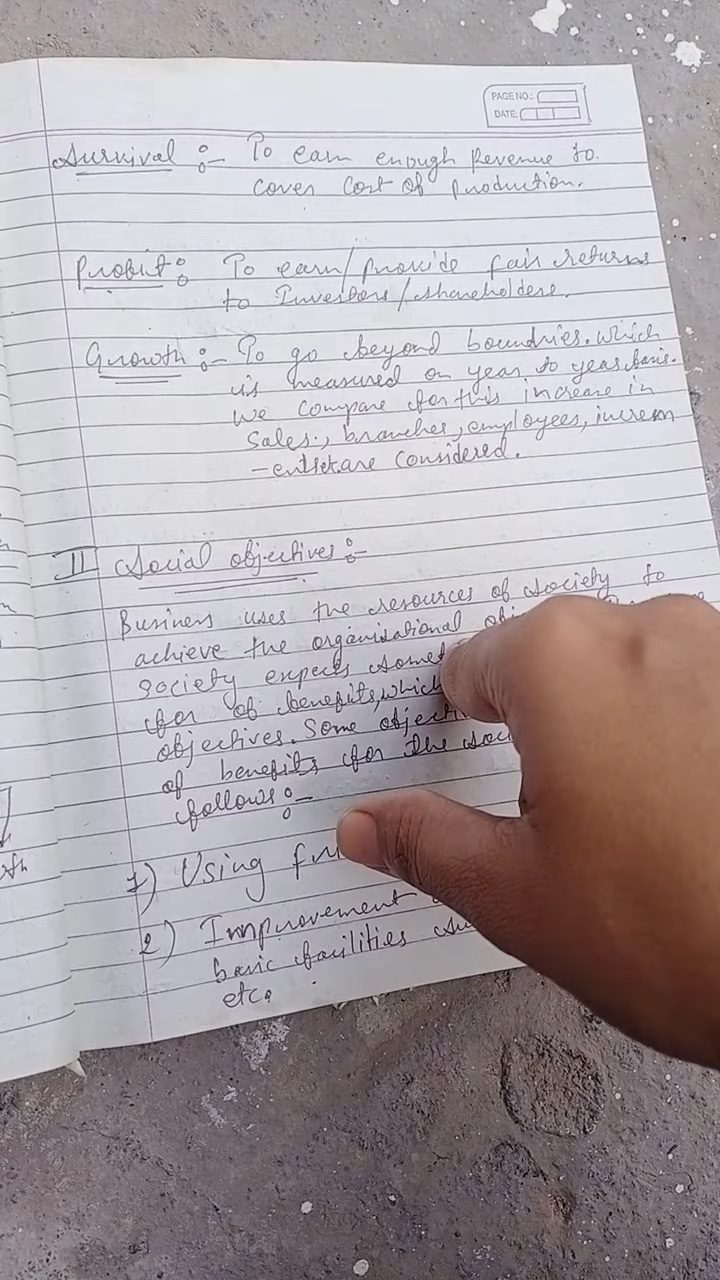 PAGE NO.:
DATE:
Survival :- To earn enough Revenue to
cover Cost of production.
Profit :- To earn/provide fair returns
to Investors/shareholders.
Growth :- To go beyond boundries. which
is measured on year to year basis.
We compare for this increase in
Sales, branches, employees, increm
-ents etc are Considered.
II Social objectives :-
Business uses the resources of society to
achieve the organisational
society expects
for of benefits, which
objectives. Some
of benefits for the
follows :-
1) Using
2) Improvement
basic facilities
etc.